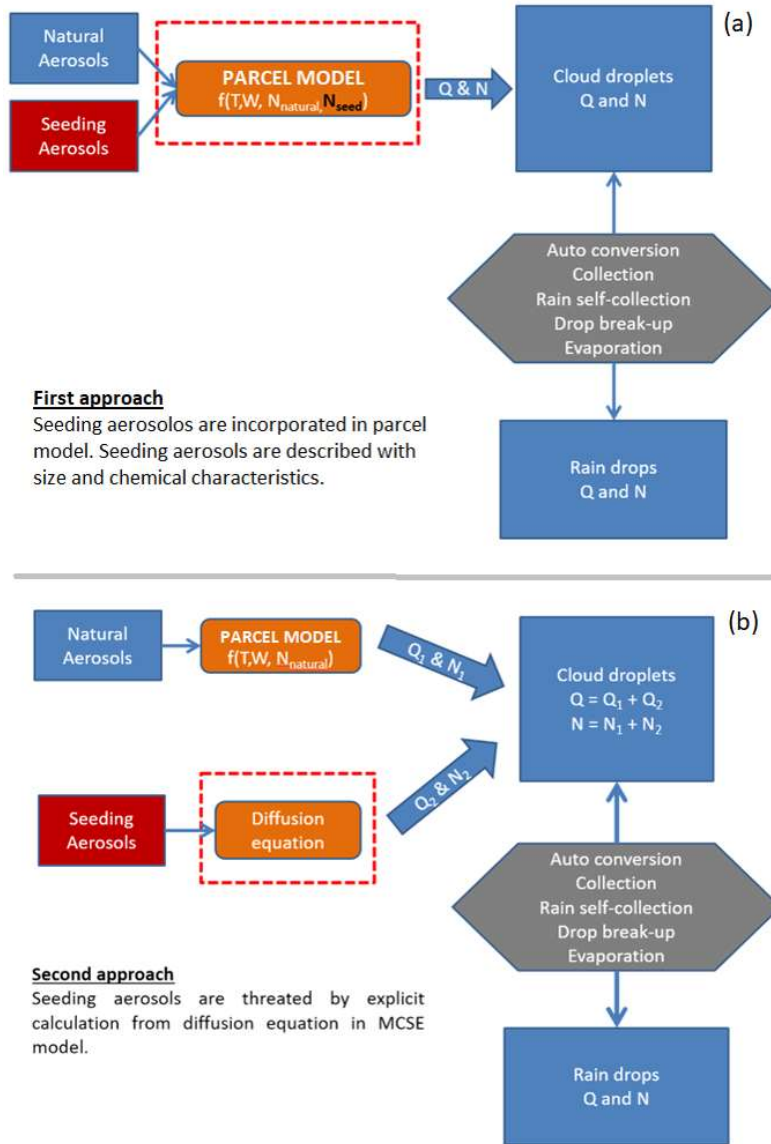 (a)
Natural
Aerosols
Seeding
Aerosols
PARCEL MODEL
f(T,W, N_natural,N_seed)
Q & N
Cloud droplets
Q and N
Auto conversion
Collection
Rain self-collection
Drop break-up
Evaporation
First approach
Seeding aerosolos are incorporated in parcel
model. Seeding aerosols are described with
size and chemical characteristics.
Rain drops
Q and N
(b)
Natural
Aerosols
PARCEL MODEL
f(T,W, N_natural)
Q₁ & N₁
Cloud droplets
Q = Q₁ + Q₂
N = N₁ + N₂
Seeding
Aerosols
Diffusion
equation
Q₂ & N₂
Auto conversion
Collection
Rain self-collection
Drop break-up
Evaporation
Second approach
Seeding aerosols are threated by explicit
calculation from diffusion equation in MCSE
model.
Rain drops
Q and N